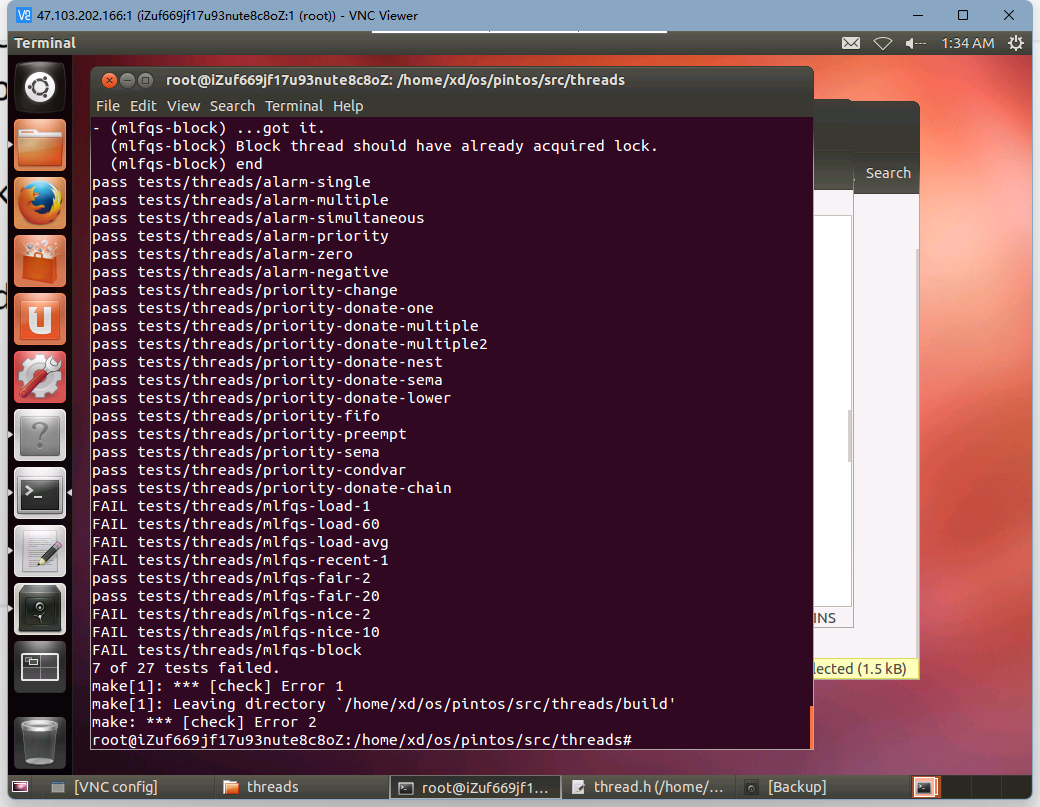 47.103.202.166:1 (iZuf669jf17u93nute8c8oZ:1 (root)) - VNC Viewer
Terminal
1:34 AM
root@iZuf669jf17u93nute8c8oZ: /home/xd/os/pintos/src/threads
File Edit View Search Terminal Help
Search
- (mlfqs-block) ...got it.
(mlfqs-block) Block thread should have already acquired lock.
(mlfqs-block) end
pass tests/threads/alarm-single
pass tests/threads/alarm-multiple
pass tests/threads/alarm-simultaneous
pass tests/threads/alarm-priority
pass tests/threads/alarm-zero
pass tests/threads/alarm-negative
pass tests/threads/priority-change
pass tests/threads/priority-donate-one
pass tests/threads/priority-donate-multiple
pass tests/threads/priority-donate-multiple2
pass tests/threads/priority-donate-nest
pass tests/threads/priority-donate-sema
pass tests/threads/priority-donate-lower
pass tests/threads/priority-fifo
pass tests/threads/priority-preempt
pass tests/threads/priority-sema
pass tests/threads/priority-condvar
pass tests/threads/priority-donate-chain
FAIL tests/threads/mlfqs-load-1
FAIL tests/threads/mlfqs-load-60
FAIL tests/threads/mlfqs-load-avg
FAIL tests/threads/mlfqs-recent-1
pass tests/threads/mlfqs-fair-2
pass tests/threads/mlfqs-fair-20
FAIL tests/threads/mlfqs-nice-2
FAIL tests/threads/mlfqs-nice-10
FAIL tests/threads/mlfqs-block
7 of 27 tests failed.
make[1]: *** [check] Error 1
make[1]: Leaving directory `/home/xd/os/pintos/src/threads/build'
make: *** [check] Error 2
root@iZuf669jf17u93nute8c8oZ:/home/xd/os/pintos/src/threads#
INS
lected (1.5 kB)
[VNC config]
threads
root@iZuf669jf1...
thread.h (/home/...
[Backup]